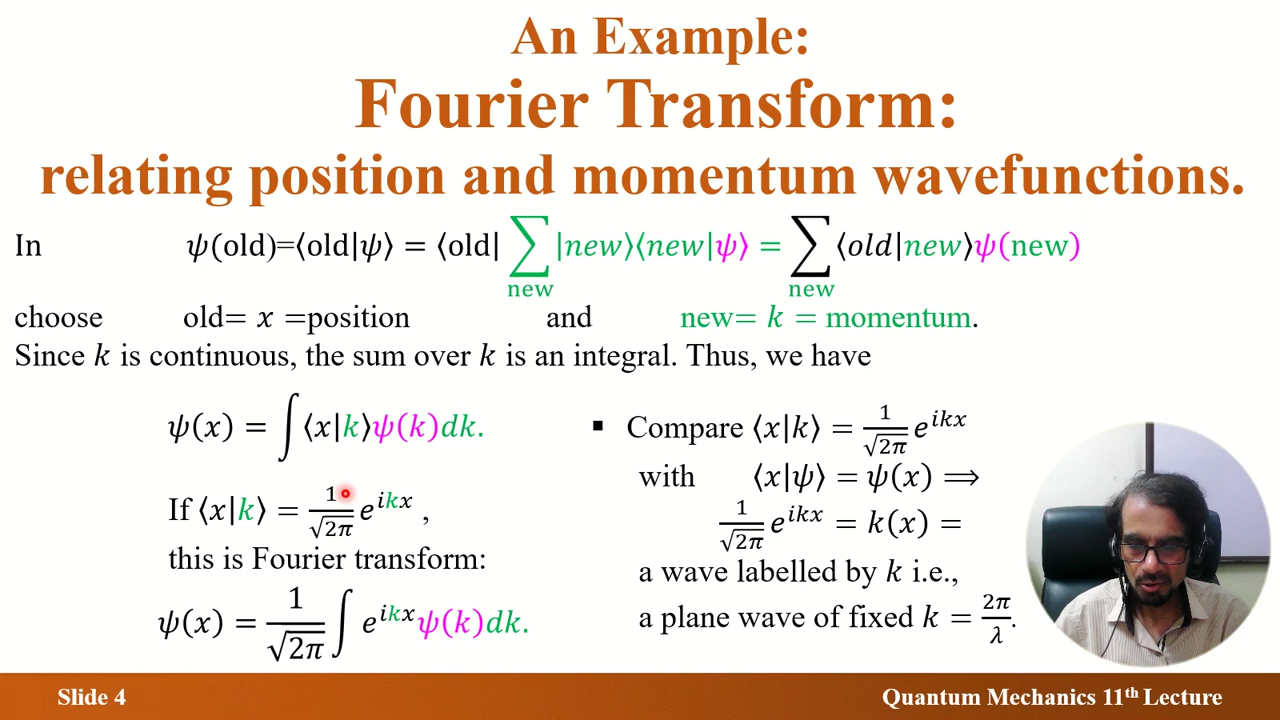 An Example:
Fourier Transform:
relating position and momentum wavefunctions.
In ψ(old)=⟨old|ψ⟩ = ⟨old| ∑_new |new⟩⟨new|ψ⟩ = ∑_new ⟨old|new⟩ψ(new)
choose old= x =position and new= k = momentum.
Since k is continuous, the sum over k is an integral. Thus, we have
ψ(x) = ∫⟨x|k⟩ψ(k)dk.
If ⟨x|k⟩ = 1/√2π e^{ikx} ,
this is Fourier transform:
ψ(x) = 1/√2π ∫ e^{ikx}ψ(k)dk.
▪ Compare ⟨x|k⟩ = 1/√2π e^{ikx}
with ⟨x|ψ⟩ = ψ(x) ⟹
1/√2π e^{ikx} = k(x) =
a wave labelled by k i.e.,
a plane wave of fixed k = 2π/λ.
Slide 4
Quantum Mechanics 11th Lecture